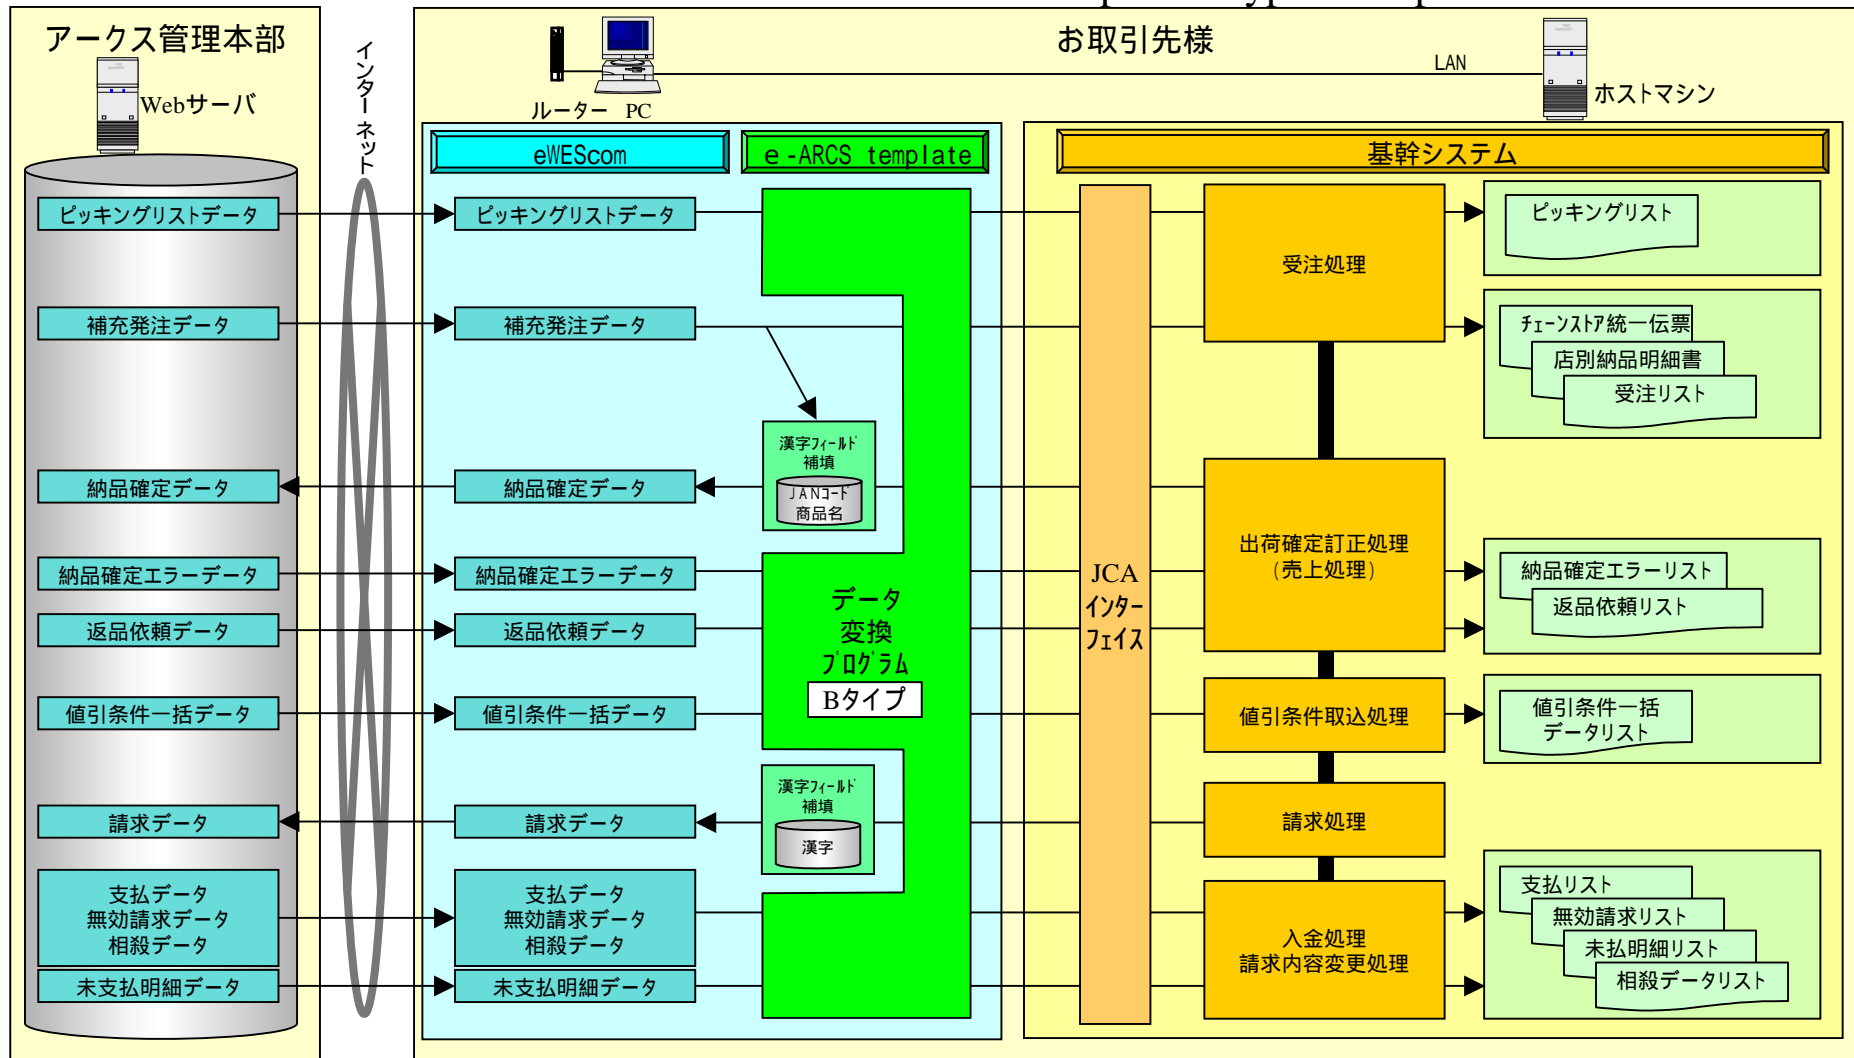 アークス管理本部
Webサーバ
インターネット
お取引先様
ルーター PC
LAN
ホストマシン
eWEScom
e-ARCS template
基幹システム
ピッキングリストデータ
補充発注データ
納品確定データ
納品確定エラーデータ
返品依頼データ
値引条件一括データ
請求データ
支払データ
無効請求データ
相殺データ
未支払明細データ
ピッキングリストデータ
補充発注データ
納品確定データ
納品確定エラーデータ
返品依頼データ
値引条件一括データ
請求データ
支払データ
無効請求データ
相殺データ
未支払明細データ
漢字フィールド
補填
JANコード
商品名
データ
変換
プログラム
Bタイプ
漢字フィールド
補填
漢字
JCA
インター
フェイス
受注処理
出荷確定訂正処理
(売上処理)
値引条件取込処理
請求処理
入金処理
請求内容変更処理
ピッキングリスト
チェーンストア統一伝票
店別納品明細書
受注リスト
納品確定エラーリスト
返品依頼リスト
値引条件一括
データリスト
支払リスト
無効請求リスト
未払明細リスト
相殺データリスト